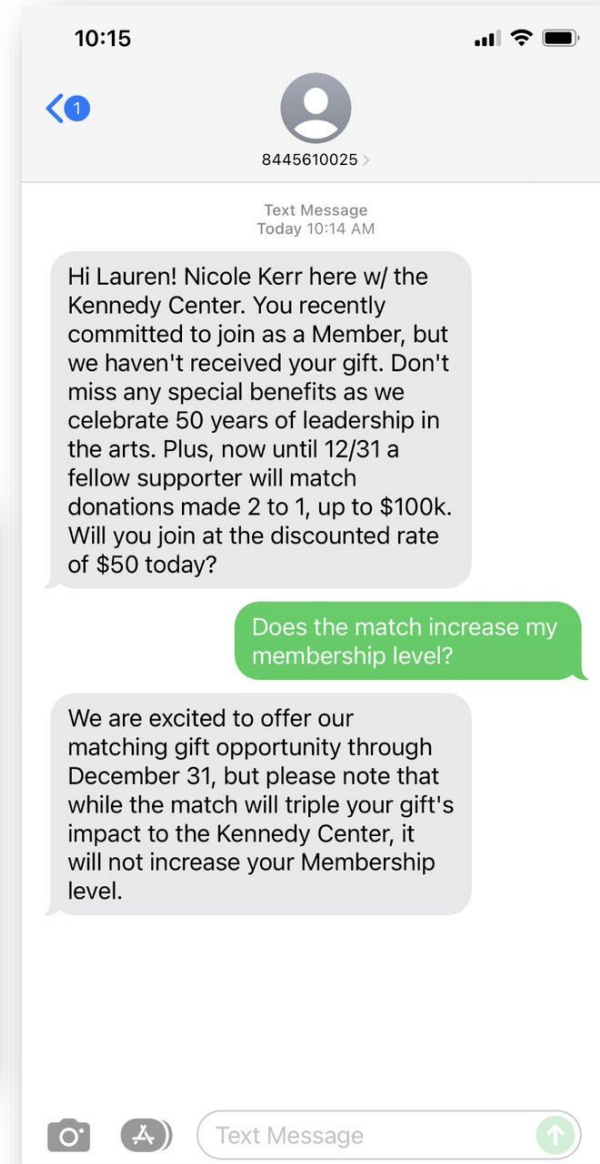 10:15
1
8445610025
Text Message
Today 10:14 AM
Hi Lauren! Nicole Kerr here w/ the
Kennedy Center. You recently
committed to join as a Member, but
we haven't received your gift. Don't
miss any special benefits as we
celebrate 50 years of leadership in
the arts. Plus, now until 12/31 a
fellow supporter will match
donations made 2 to 1, up to $100k.
Will you join at the discounted rate
of $50 today?
Does the match increase my
membership level?
We are excited to offer our
matching gift opportunity through
December 31, but please note that
while the match will triple your gift's
impact to the Kennedy Center, it
will not increase your Membership
level.
Text Message